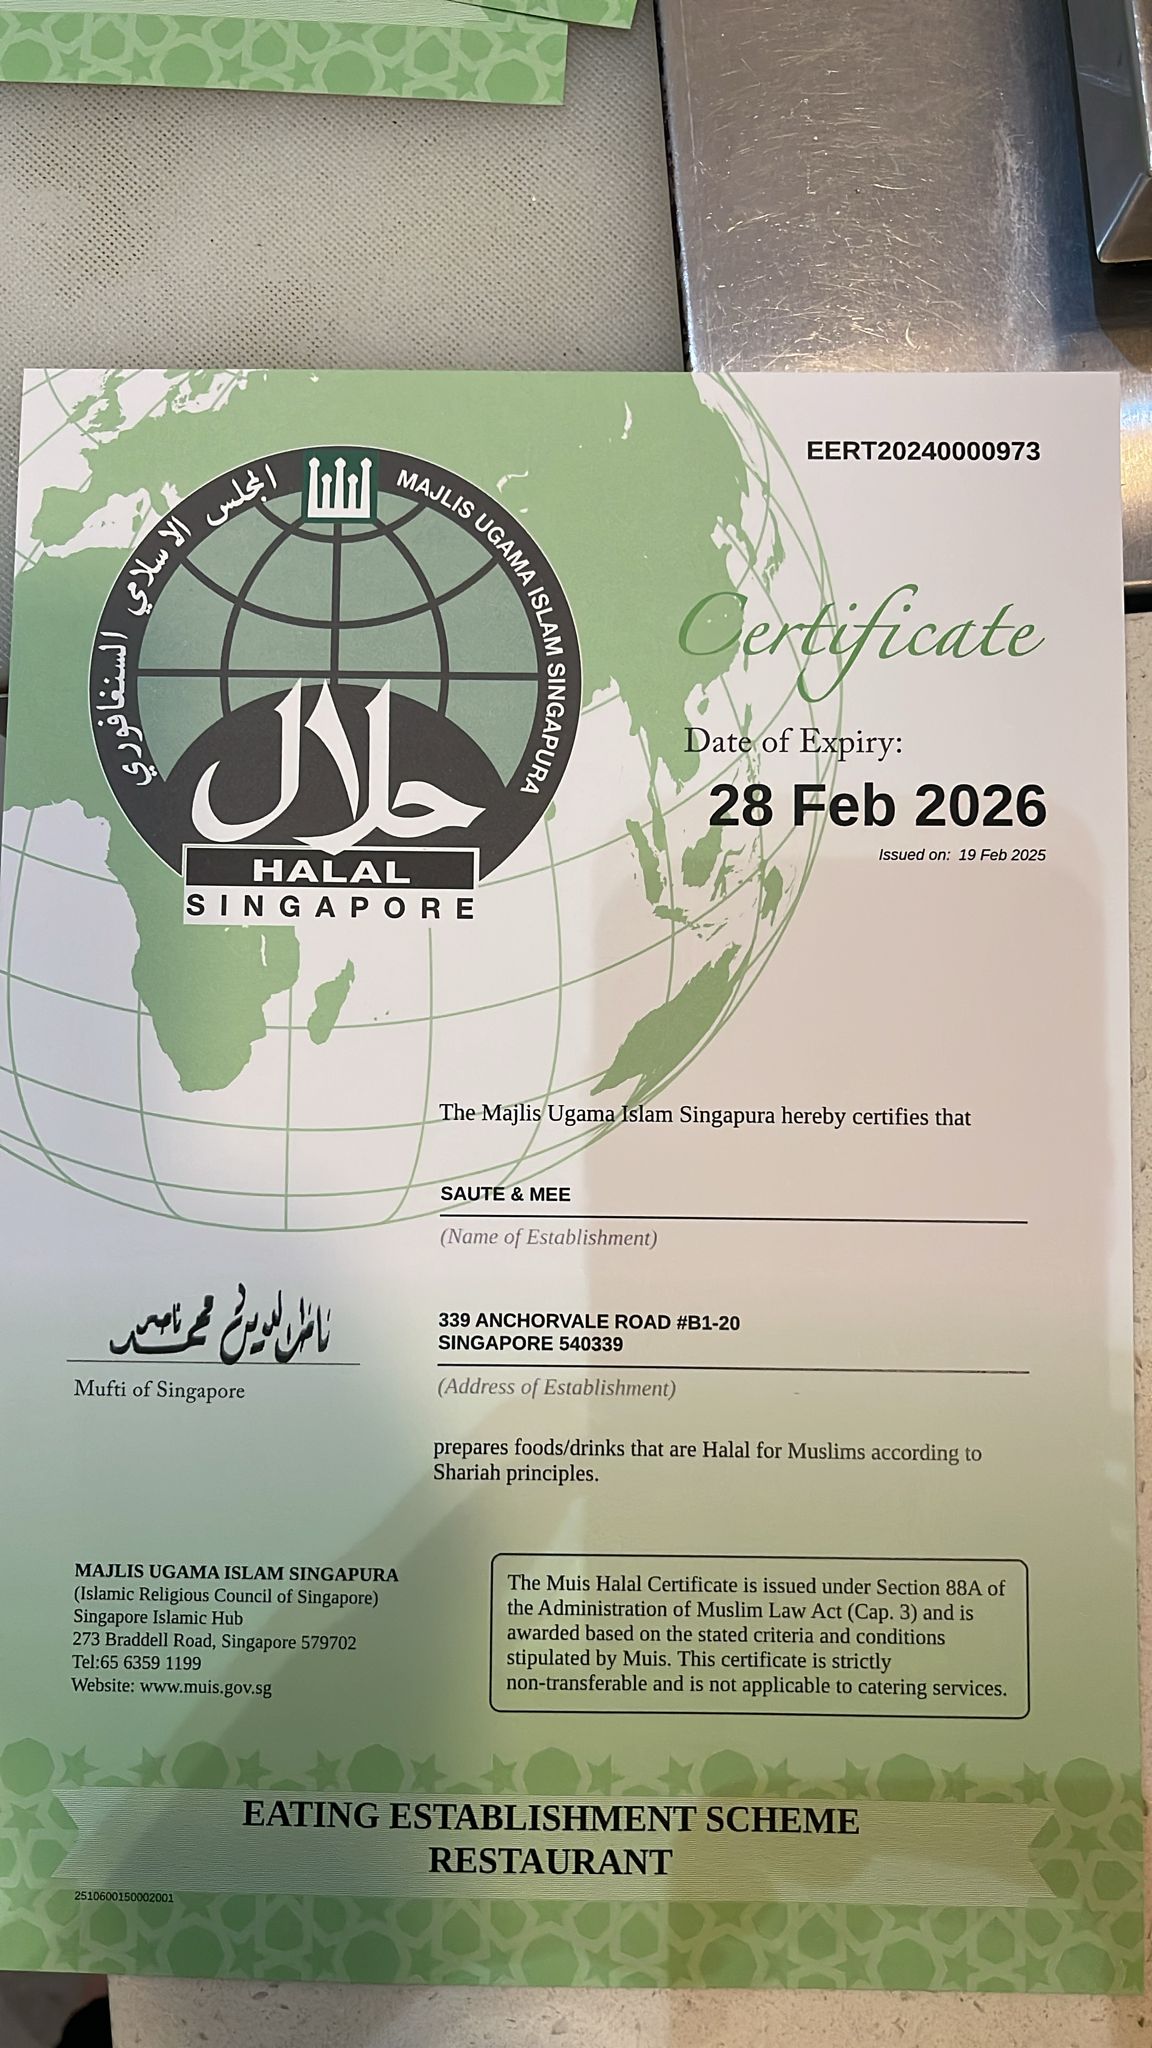 EERT20240000973
المجلس الاسلامي السنغافوري
MAJLIS UGAMA ISLAM SINGAPURA
حلال
HALAL
SINGAPORE
Certificate
Date of Expiry:
28 Feb 2026
Issued on: 19 Feb 2025
The Majlis Ugama Islam Singapura hereby certifies that
SAUTE & MEE
(Name of Establishment)
339 ANCHORVALE ROAD #B1-20
SINGAPORE 540339
(Address of Establishment)
Mufti of Singapore
prepares foods/drinks that are Halal for Muslims according to
Shariah principles.
MAJLIS UGAMA ISLAM SINGAPURA
(Islamic Religious Council of Singapore)
Singapore Islamic Hub
273 Braddell Road, Singapore 579702
Tel:65 6359 1199
Website: www.muis.gov.sg
The Muis Halal Certificate is issued under Section 88A of
the Administration of Muslim Law Act (Cap. 3) and is
awarded based on the stated criteria and conditions
stipulated by Muis. This certificate is strictly
non-transferable and is not applicable to catering services.
EATING ESTABLISHMENT SCHEME
RESTAURANT
2510600150002001